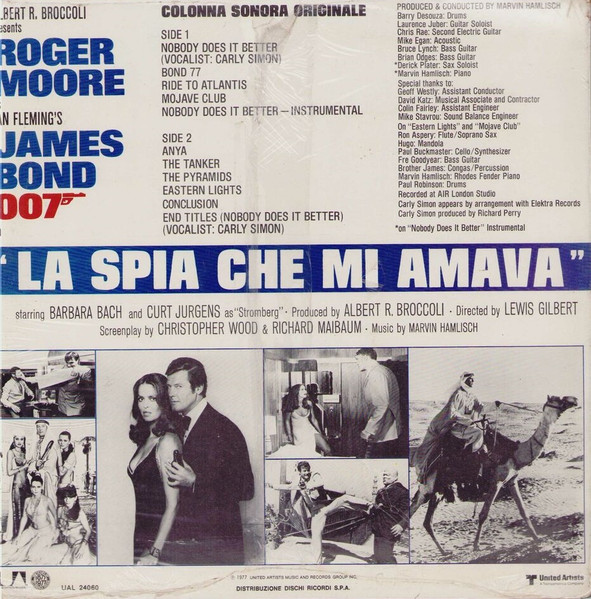 LBERT R. BROCCOLI
esents
ROGER
MOORE
AN FLEMING'S
JAMES
BOND
007
COLONNA SONORA ORIGINALE
SIDE 1
NOBODY DOES IT BETTER
(VOCALIST: CARLY SIMON)
BOND 77
RIDE TO ATLANTIS
MOJAVE CLUB
NOBODY DOES IT BETTER — INSTRUMENTAL
SIDE 2
ANYA
THE TANKER
THE PYRAMIDS
EASTERN LIGHTS
CONCLUSION
END TITLES (NOBODY DOES IT BETTER)
(VOCALIST: CARLY SIMON)
PRODUCED & CONDUCTED BY MARVIN HAMLISCH
Barry Desouza: Drums
Laurence Juber: Guitar Soloist
Chris Rae: Second Electric Guitar
Mike Egan: Acoustic
Bruce Lynch: Bass Guitar
Brian Odges: Bass Guitar
*Derick Plater: Sax Soloist
*Marvin Hamlisch: Piano
Special thanks to:
Geoff Westly: Assistant Conductor
David Katz: Musical Associate and Contractor
Colin Fairley: Assistant Engineer
Mike Stavrou: Sound Balance Engineer
On "Eastern Lights" and "Mojave Club"
Ron Aspery: Flute/Soprano Sax
Hugo: Mandola
Paul Buckmaster: Cello/Synthesizer
Fre Goodyear: Bass Guitar
Brother James: Congas/Percussion
Marvin Hamlisch: Rhodes Fender Piano
Paul Robinson: Drums
Recorded at AIR London Studio
Carly Simon appears by arrangement with Elektra Records
Carly Simon produced by Richard Perry
*on "Nobody Does It Better" Instrumental
"LA SPIA CHE MI AMAVA"
starring BARBARA BACH and CURT JURGENS as "Stromberg" · Produced by ALBERT R. BROCCOLI · Directed by LEWIS GILBERT
Screenplay by CHRISTOPHER WOOD & RICHARD MAIBAUM · Music by MARVIN HAMLISCH
UAL 24060
© 1977 UNITED ARTISTS MUSIC AND RECORDS GROUP INC.
DISTRIBUZIONE DISCHI RICORDI S.P.A.
United Artists